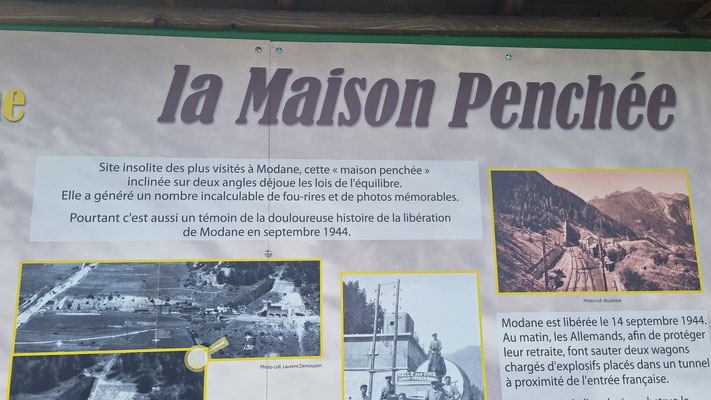 ne
la Maison Penchée
Site insolite des plus visités à Modane, cette « maison penchée »
inclinée sur deux angles déjoue les lois de l'équilibre.
Elle a généré un nombre incalculable de fou-rires et de photos mémorables.
Pourtant c'est aussi un témoin de la douloureuse histoire de la libération
de Modane en septembre 1944.
Photo coll. Muséobar
Photo coll. Laurent Demouzon
Modane est libérée le 14 septembre 1944.
Au matin, les Allemands, afin de protéger
leur retraite, font sauter deux wagons
chargés d'explosifs placés dans un tunnel
à proximité de l'entrée française.